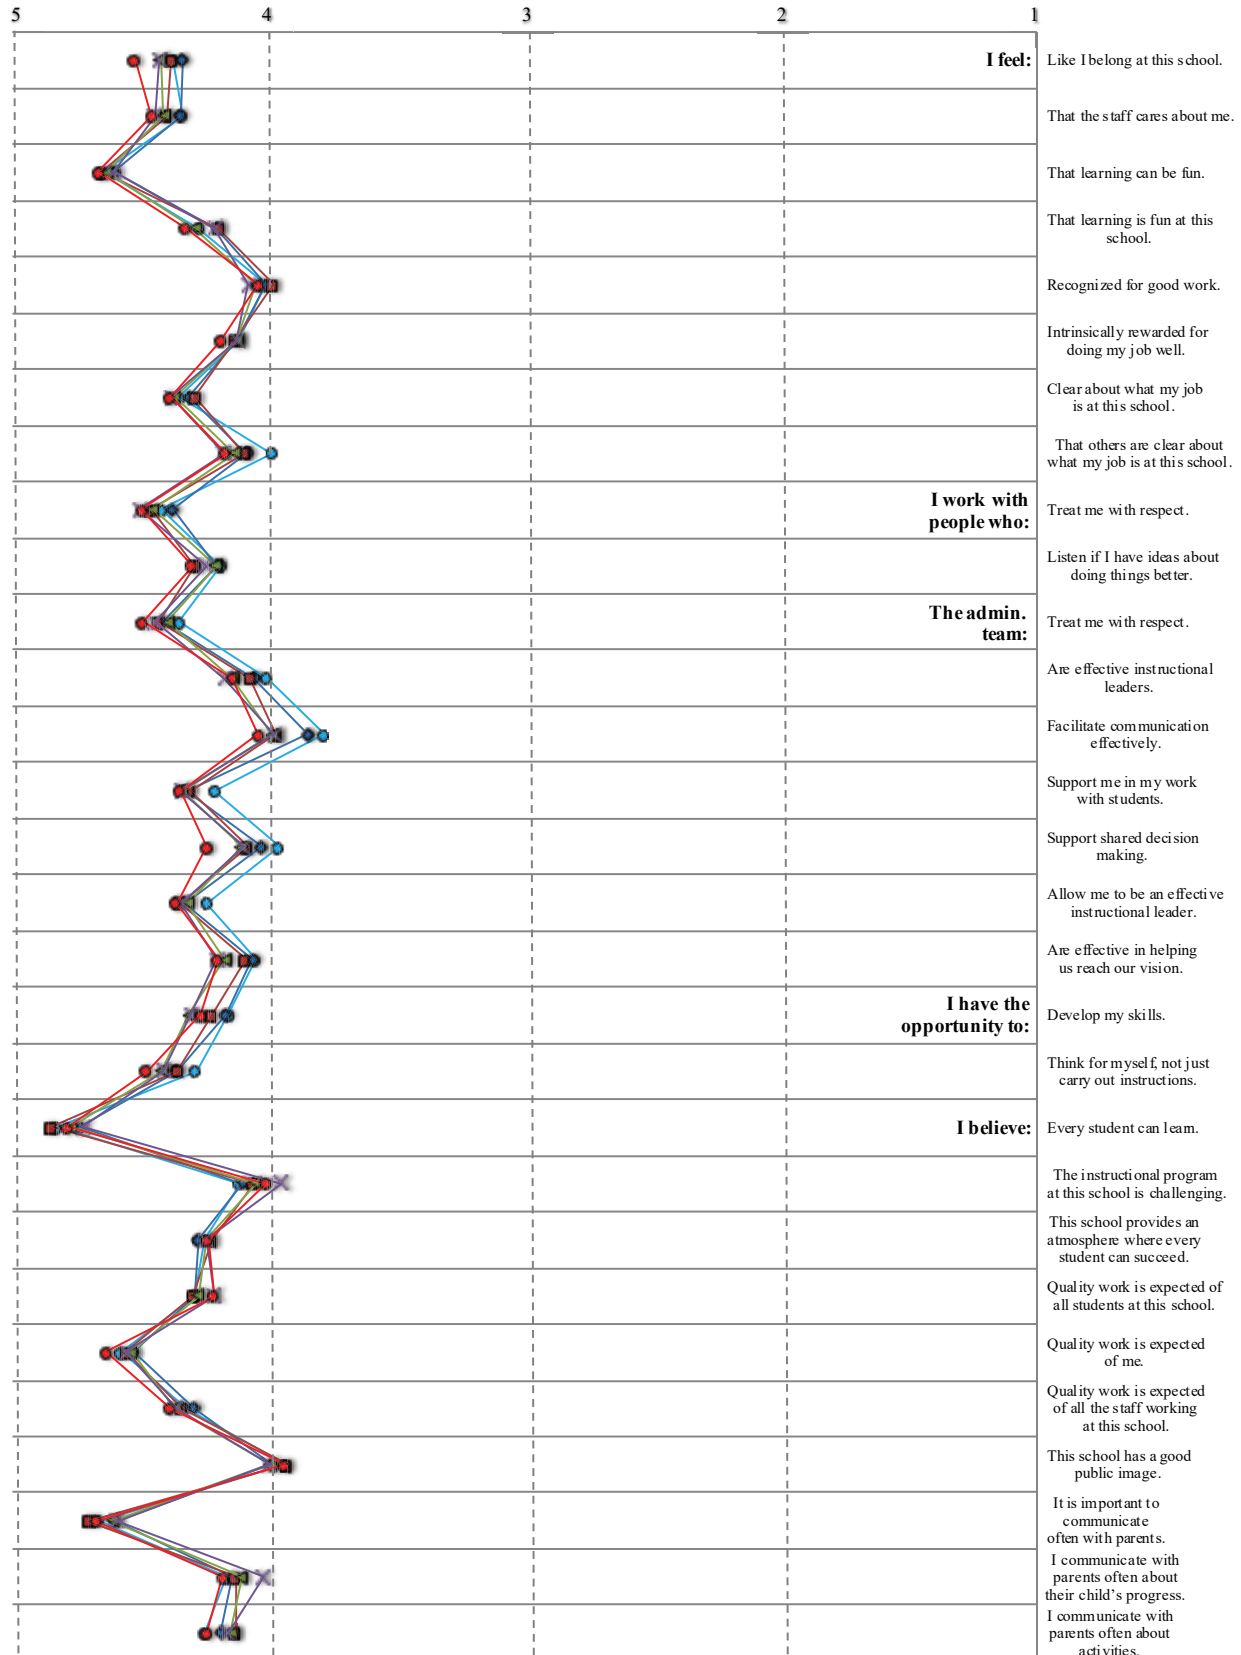 5 4 3 2 1
I feel: Like I belong at this school.
That the staff cares about me.
That learning can be fun.
That learning is fun at this
school.
Recognized for good work.
Intrinsically rewarded for
doing my job well.
Clear about what my job
is at this school.
That others are clear about
what my job is at this school.
I work with
people who:
Treat me with respect.
Listen if I have ideas about
doing things better.
The admin.
team:
Treat me with respect.
Are effective instructional
leaders.
Facilitate communication
effectively.
Support me in my work
with students.
Support shared decision
making.
Allow me to be an effective
instructional leader.
Are effective in helping
us reach our vision.
I have the
opportunity to:
Develop my skills.
Think for myself, not just
carry out instructions.
I believe: Every student can learn.
The instructional program
at this school is challenging.
This school provides an
atmosphere where every
student can succeed.
Quality work is expected of
all students at this school.
Quality work is expected
of me.
Quality work is expected
of all the staff working
at this school.
This school has a good
public image.
It is important to
communicate
often with parents.
I communicate with
parents often about
their child's progress.
I communicate with
parents often about
activities.